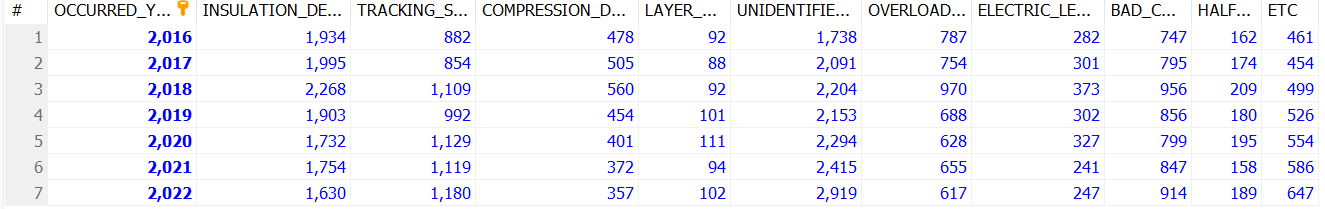 # OCCURRED_Y... INSULATION_DE... TRACKING_S... COMPRESSION_D... LAYER_... UNIDENTIFIE... OVERLOAD... ELECTRIC_LE... BAD_C... HALF... ETC
1 2,016 1,934 882 478 92 1,738 787 282 747 162 461
2 2,017 1,995 854 505 88 2,091 754 301 795 174 454
3 2,018 2,268 1,109 560 92 2,204 970 373 956 209 499
4 2,019 1,903 992 454 101 2,153 688 302 856 180 526
5 2,020 1,732 1,129 401 111 2,294 628 327 799 195 554
6 2,021 1,754 1,119 372 94 2,415 655 241 847 158 586
7 2,022 1,630 1,180 357 102 2,919 617 247 914 189 647